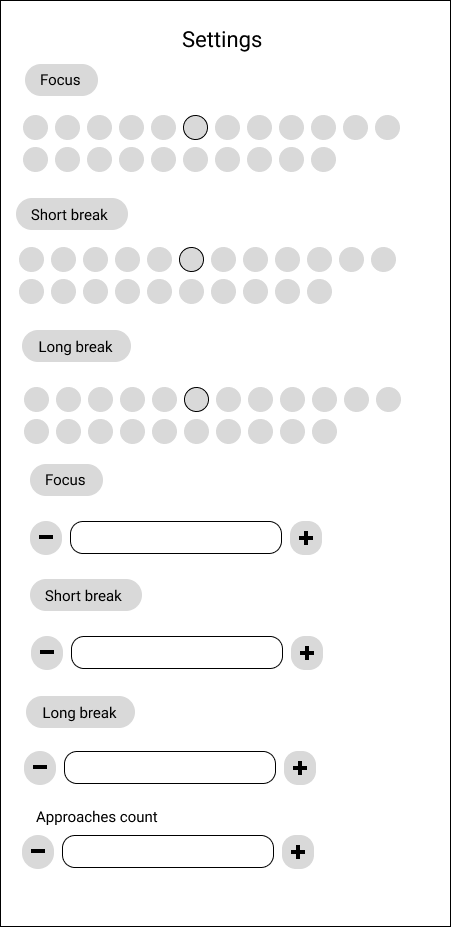 Settings
Focus
Short break
Long break
Focus
Short break
Long break
Approaches count